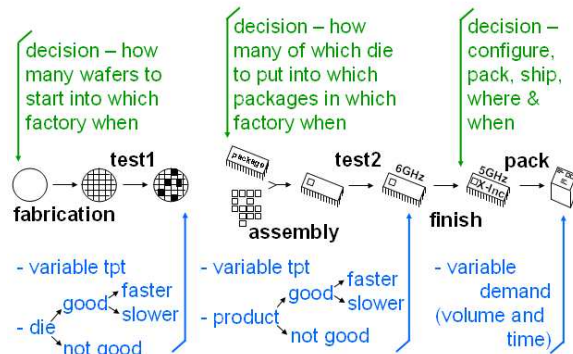 decision – how
many wafers to
start into which
factory when
decision – how
many of which die
to put into which
packages in which
factory when
decision –
configure,
pack, ship,
where &
when
test1
package
test2
6GHz
5GHz
X-Inc
pack
fabrication
assembly
finish
- variable tpt
- die
good
faster
slower
not good
- variable tpt
- product
good
faster
slower
not good
- variable
demand
(volume and
time)